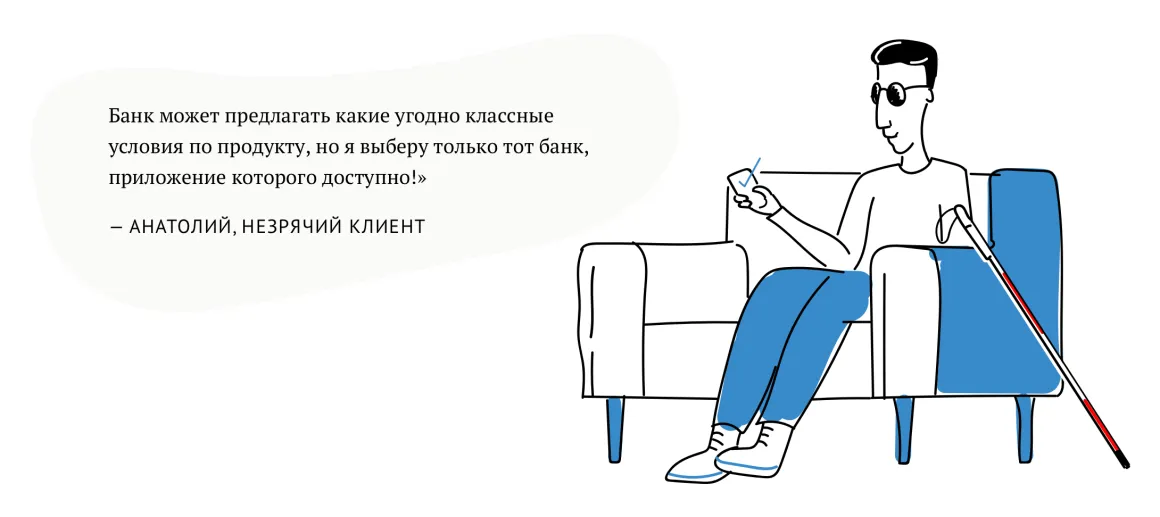 Банк может предлагать какие угодно классные
условия по продукту, но я выберу только тот банк,
приложение которого доступно!»
— АНАТОЛИЙ, НЕЗРЯЧИЙ КЛИЕНТ